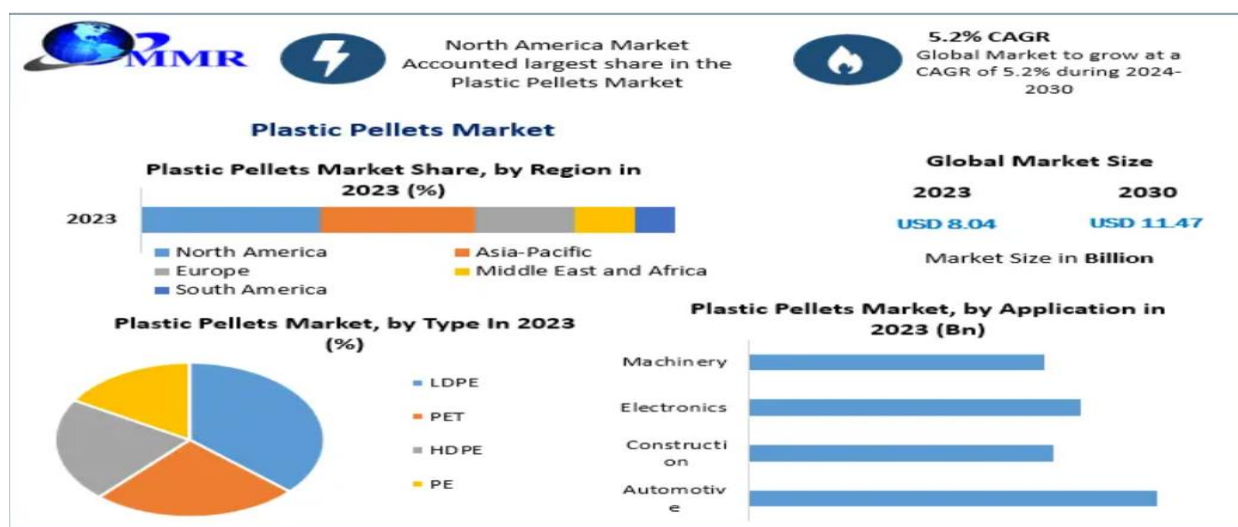 MMR
North America Market
Accounted largest share in the
Plastic Pellets Market
5.2% CAGR
Global Market to grow at a
CAGR of 5.2% during 2024-
2030
Plastic Pellets Market
Plastic Pellets Market Share, by Region in
2023 (%)
2023
North America
Asia-Pacific
Europe
Middle East and Africa
South America
Global Market Size
2023
2030
USD 8.04
USD 11.47
Market Size in Billion
Plastic Pellets Market, by Type In 2023
(%)
LDPE
PET
HDPE
PE
Plastic Pellets Market, by Application in
2023 (Bn)
Machinery
Electronics
Constructi
on
Automotiv
e